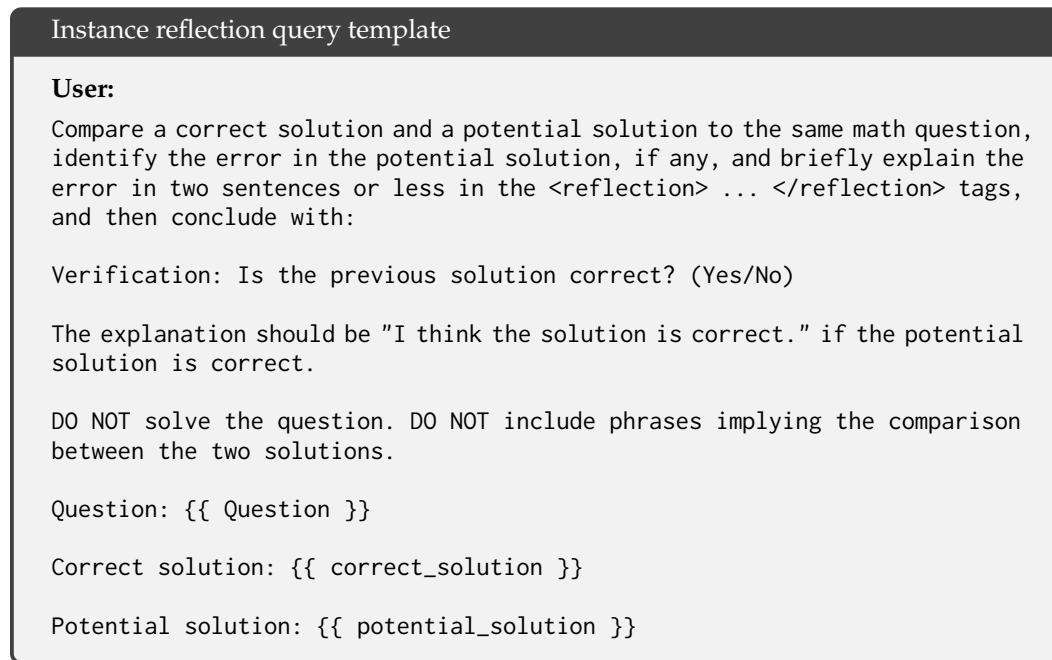 Instance reflection query template
User:
Compare a correct solution and a potential solution to the same math question,
identify the error in the potential solution, if any, and briefly explain the
error in two sentences or less in the <reflection> ... </reflection> tags,
and then conclude with:
Verification: Is the previous solution correct? (Yes/No)
The explanation should be "I think the solution is correct." if the potential
solution is correct.
DO NOT solve the question. DO NOT include phrases implying the comparison
between the two solutions.
Question: {{ Question }}
Correct solution: {{ correct_solution }}
Potential solution: {{ potential_solution }}